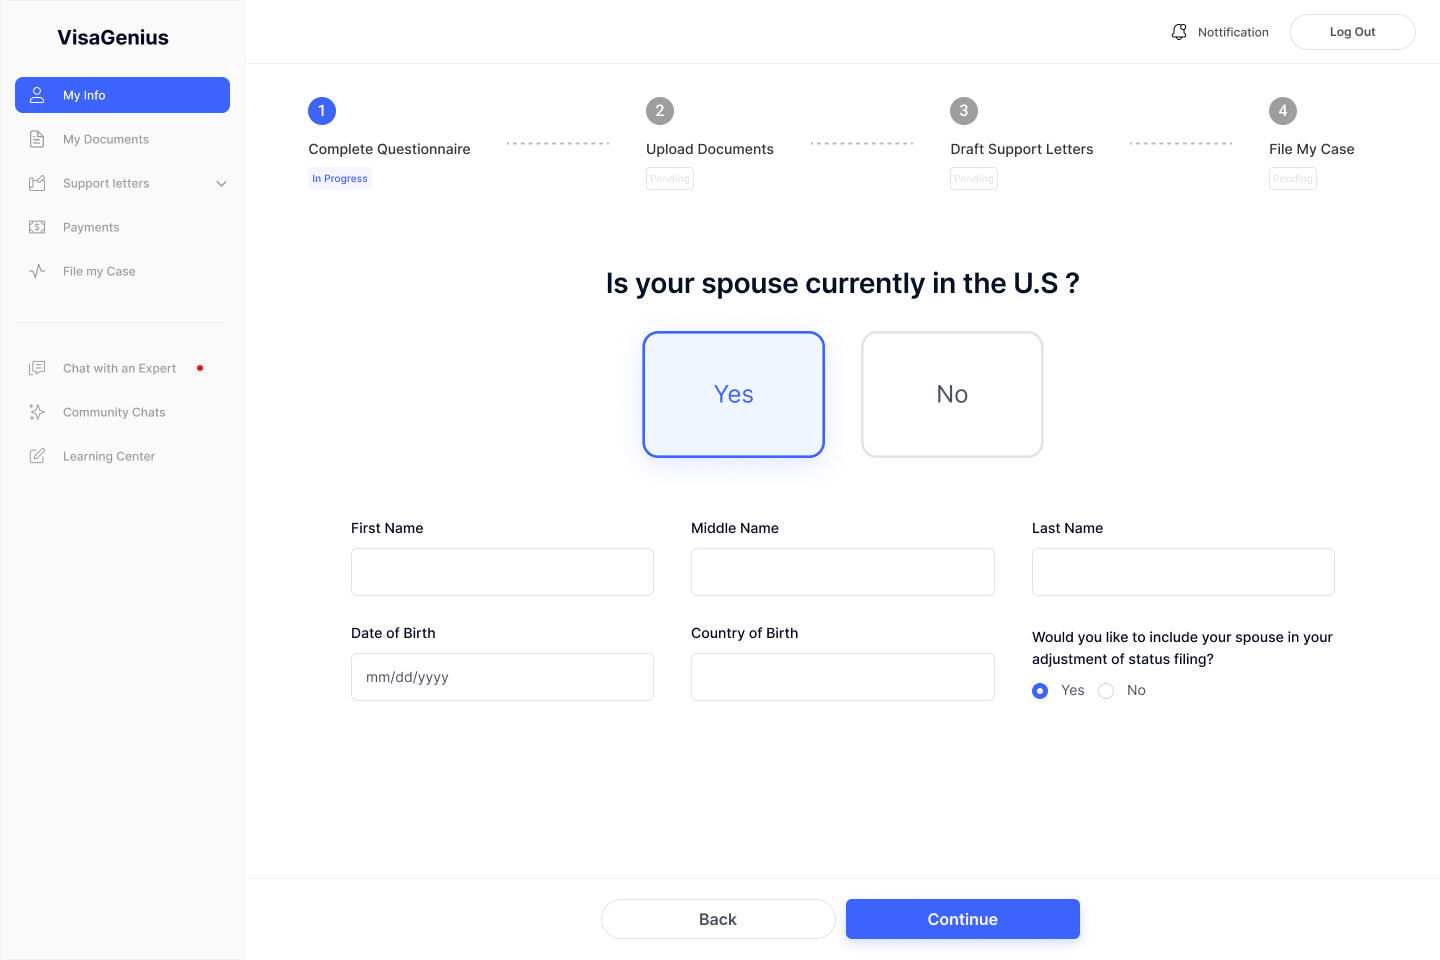 VisaGenius
My Info
My Documents
Support letters
Payments
File my Case
Chat with an Expert
Community Chats
Learning Center
Nottification
Log Out
1
Complete Questionnaire
In Progress
2
Upload Documents
Pending
3
Draft Support Letters
Pending
4
File My Case
Pending
Is your spouse currently in the U.S ?
Yes
No
First Name
Middle Name
Last Name
Date of Birth
mm/dd/yyyy
Country of Birth
Would you like to include your spouse in your
adjustment of status filing?
Yes
No
Back
Continue